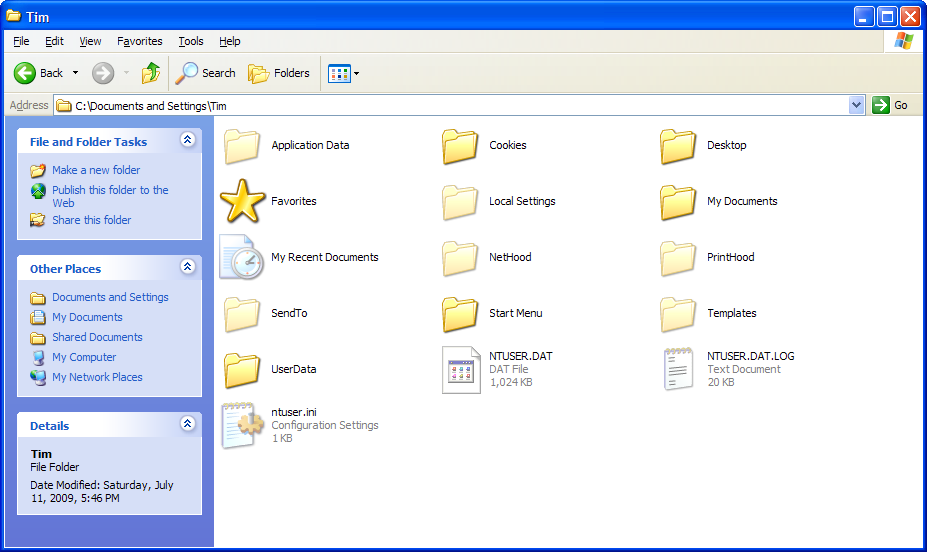 Tim
File Edit View Favorites Tools Help
Back Search Folders
Address C:\Documents and Settings\Tim Go
File and Folder Tasks
Make a new folder
Publish this folder to the
Web
Share this folder
Other Places
Documents and Settings
My Documents
Shared Documents
My Computer
My Network Places
Details
Tim
File Folder
Date Modified: Saturday, July
11, 2009, 5:46 PM
Application Data
Cookies
Desktop
Favorites
Local Settings
My Documents
My Recent Documents
NetHood
PrintHood
SendTo
Start Menu
Templates
UserData
NTUSER.DAT
DAT File
1,024 KB
NTUSER.DAT.LOG
Text Document
20 KB
ntuser.ini
Configuration Settings
1 KB